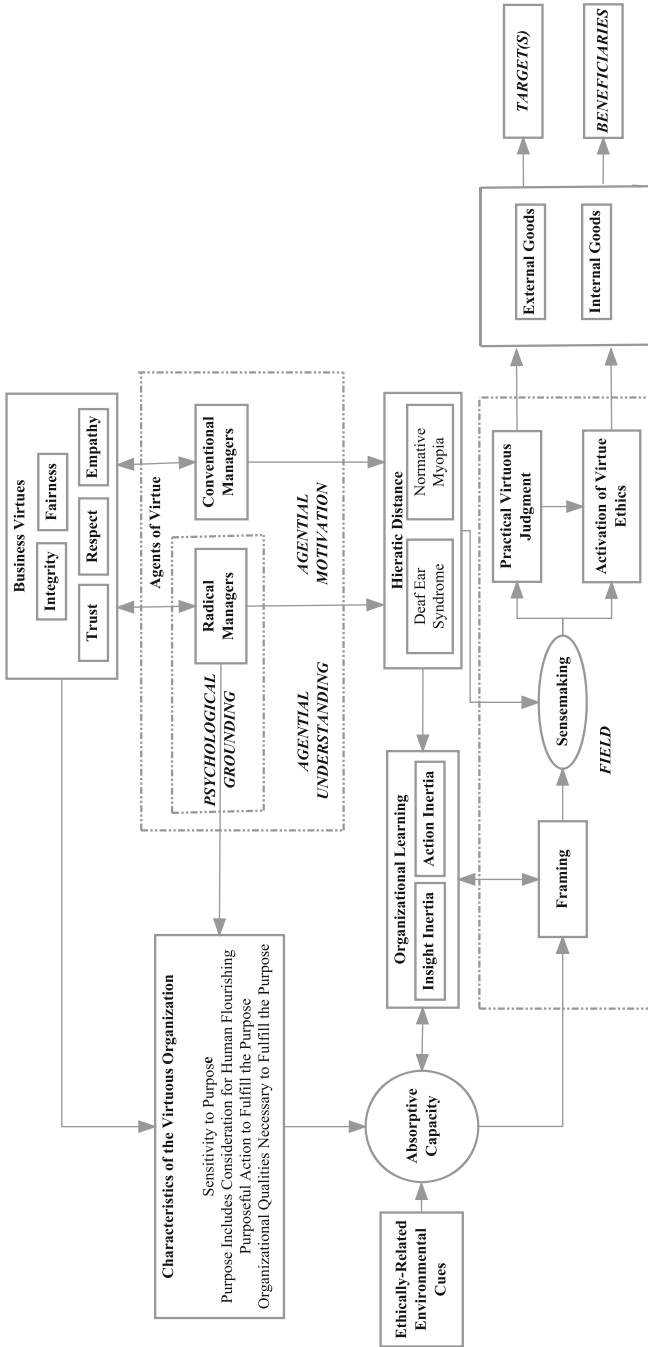 Business Virtues
Integrity
Fairness
Trust
Respect
Empathy
Agents of Virtue
PSYCHOLOGICAL
GROUNDING
Radical
Managers
Conventional
Managers
AGENTIAL
UNDERSTANDING
AGENTIAL
MOTIVATION
Characteristics of the Virtuous Organization
Sensitivity to Purpose
Purpose Includes Consideration for Human Flourishing
Purposeful Action to Fulfill the Purpose
Organizational Qualities Necessary to Fulfill the Purpose
Ethically-Related
Environmental
Cues
Absorptive
Capacity
Organizational Learning
Insight Inertia
Action Inertia
Hieratic Distance
Deaf Ear
Syndrome
Normative
Myopia
Framing
Sensemaking
FIELD
Practical Virtuous
Judgment
Activation of Virtue
Ethics
External Goods
Internal Goods
TARGET(S)
BENEFICIARIES